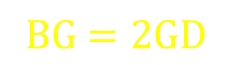 BG = 2GD